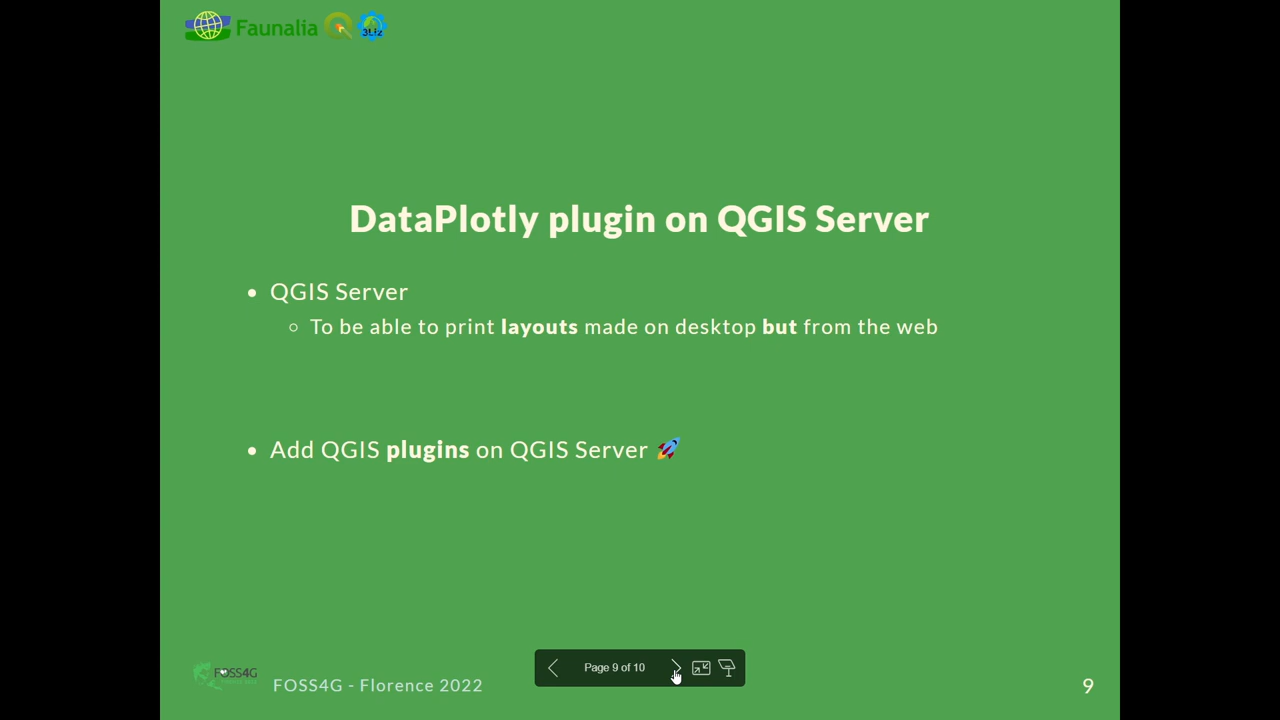 Faunalia
3Liz
DataPlotly plugin on QGIS Server
QGIS Server
To be able to print layouts made on desktop but from the web
Add QGIS plugins on QGIS Server 🚀
FOSS4G
FOSS4G - Florence 2022
Page 9 of 10
9